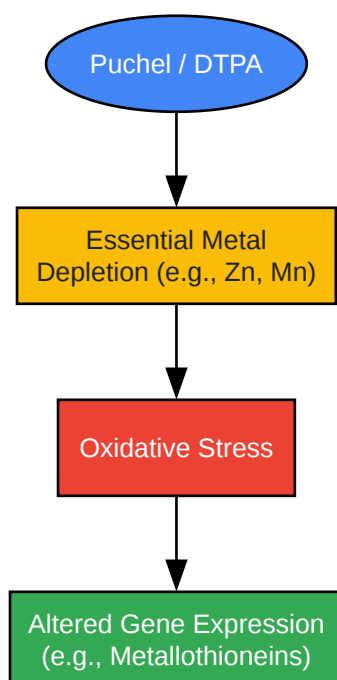 Puchel / DTPA
Essential Metal
Depletion (e.g., Zn, Mn)
Oxidative Stress
Altered Gene Expression
(e.g., Metallothioneins)